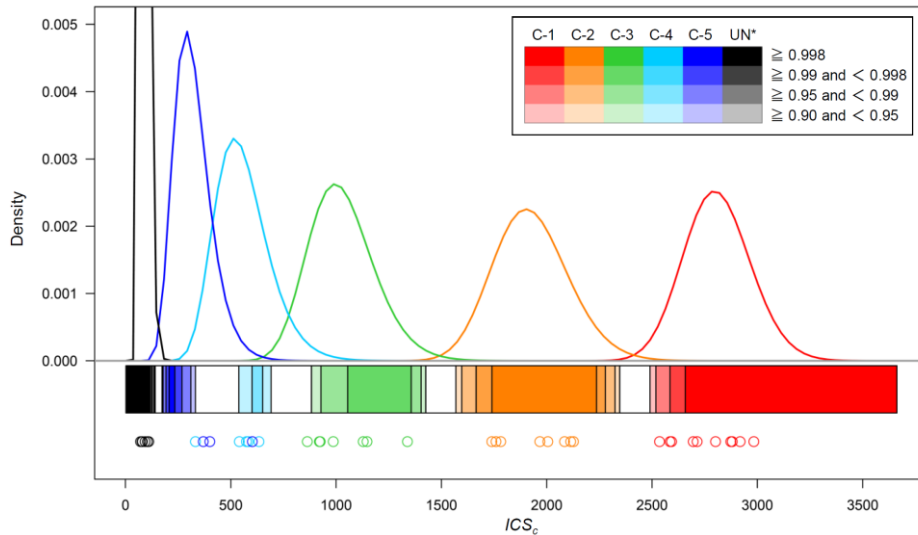 0.005
C-1 C-2 C-3 C-4 C-5 UN*
≧ 0.998
≧ 0.99 and < 0.998
≧ 0.95 and < 0.99
≧ 0.90 and < 0.95
0.004
0.003
Density
0.002
0.001
0.000
0 500 1000 1500 2000 2500 3000 3500
ICSc